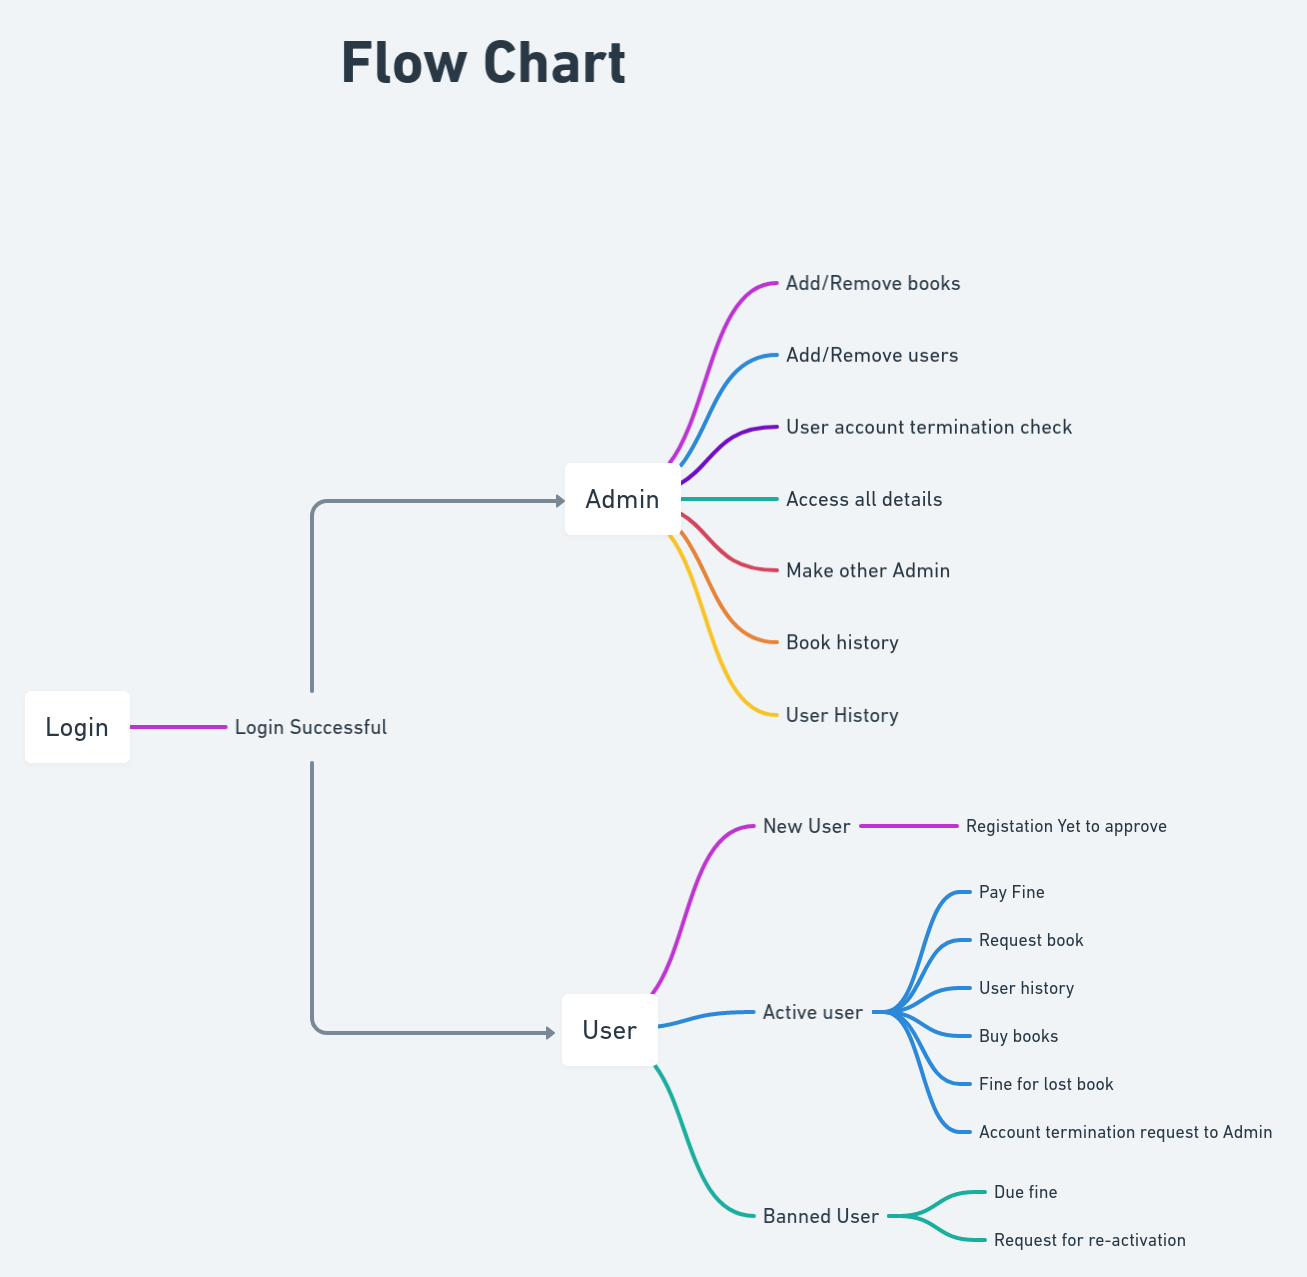 Flow Chart
Add/Remove books
Add/Remove users
User account termination check
Admin
Access all details
Make other Admin
Book history
User History
Login
Login Successful
New User
Registation Yet to approve
Pay Fine
Request book
User history
Active user
User
Buy books
Fine for lost book
Account termination request to Admin
Due fine
Banned User
Request for re-activation